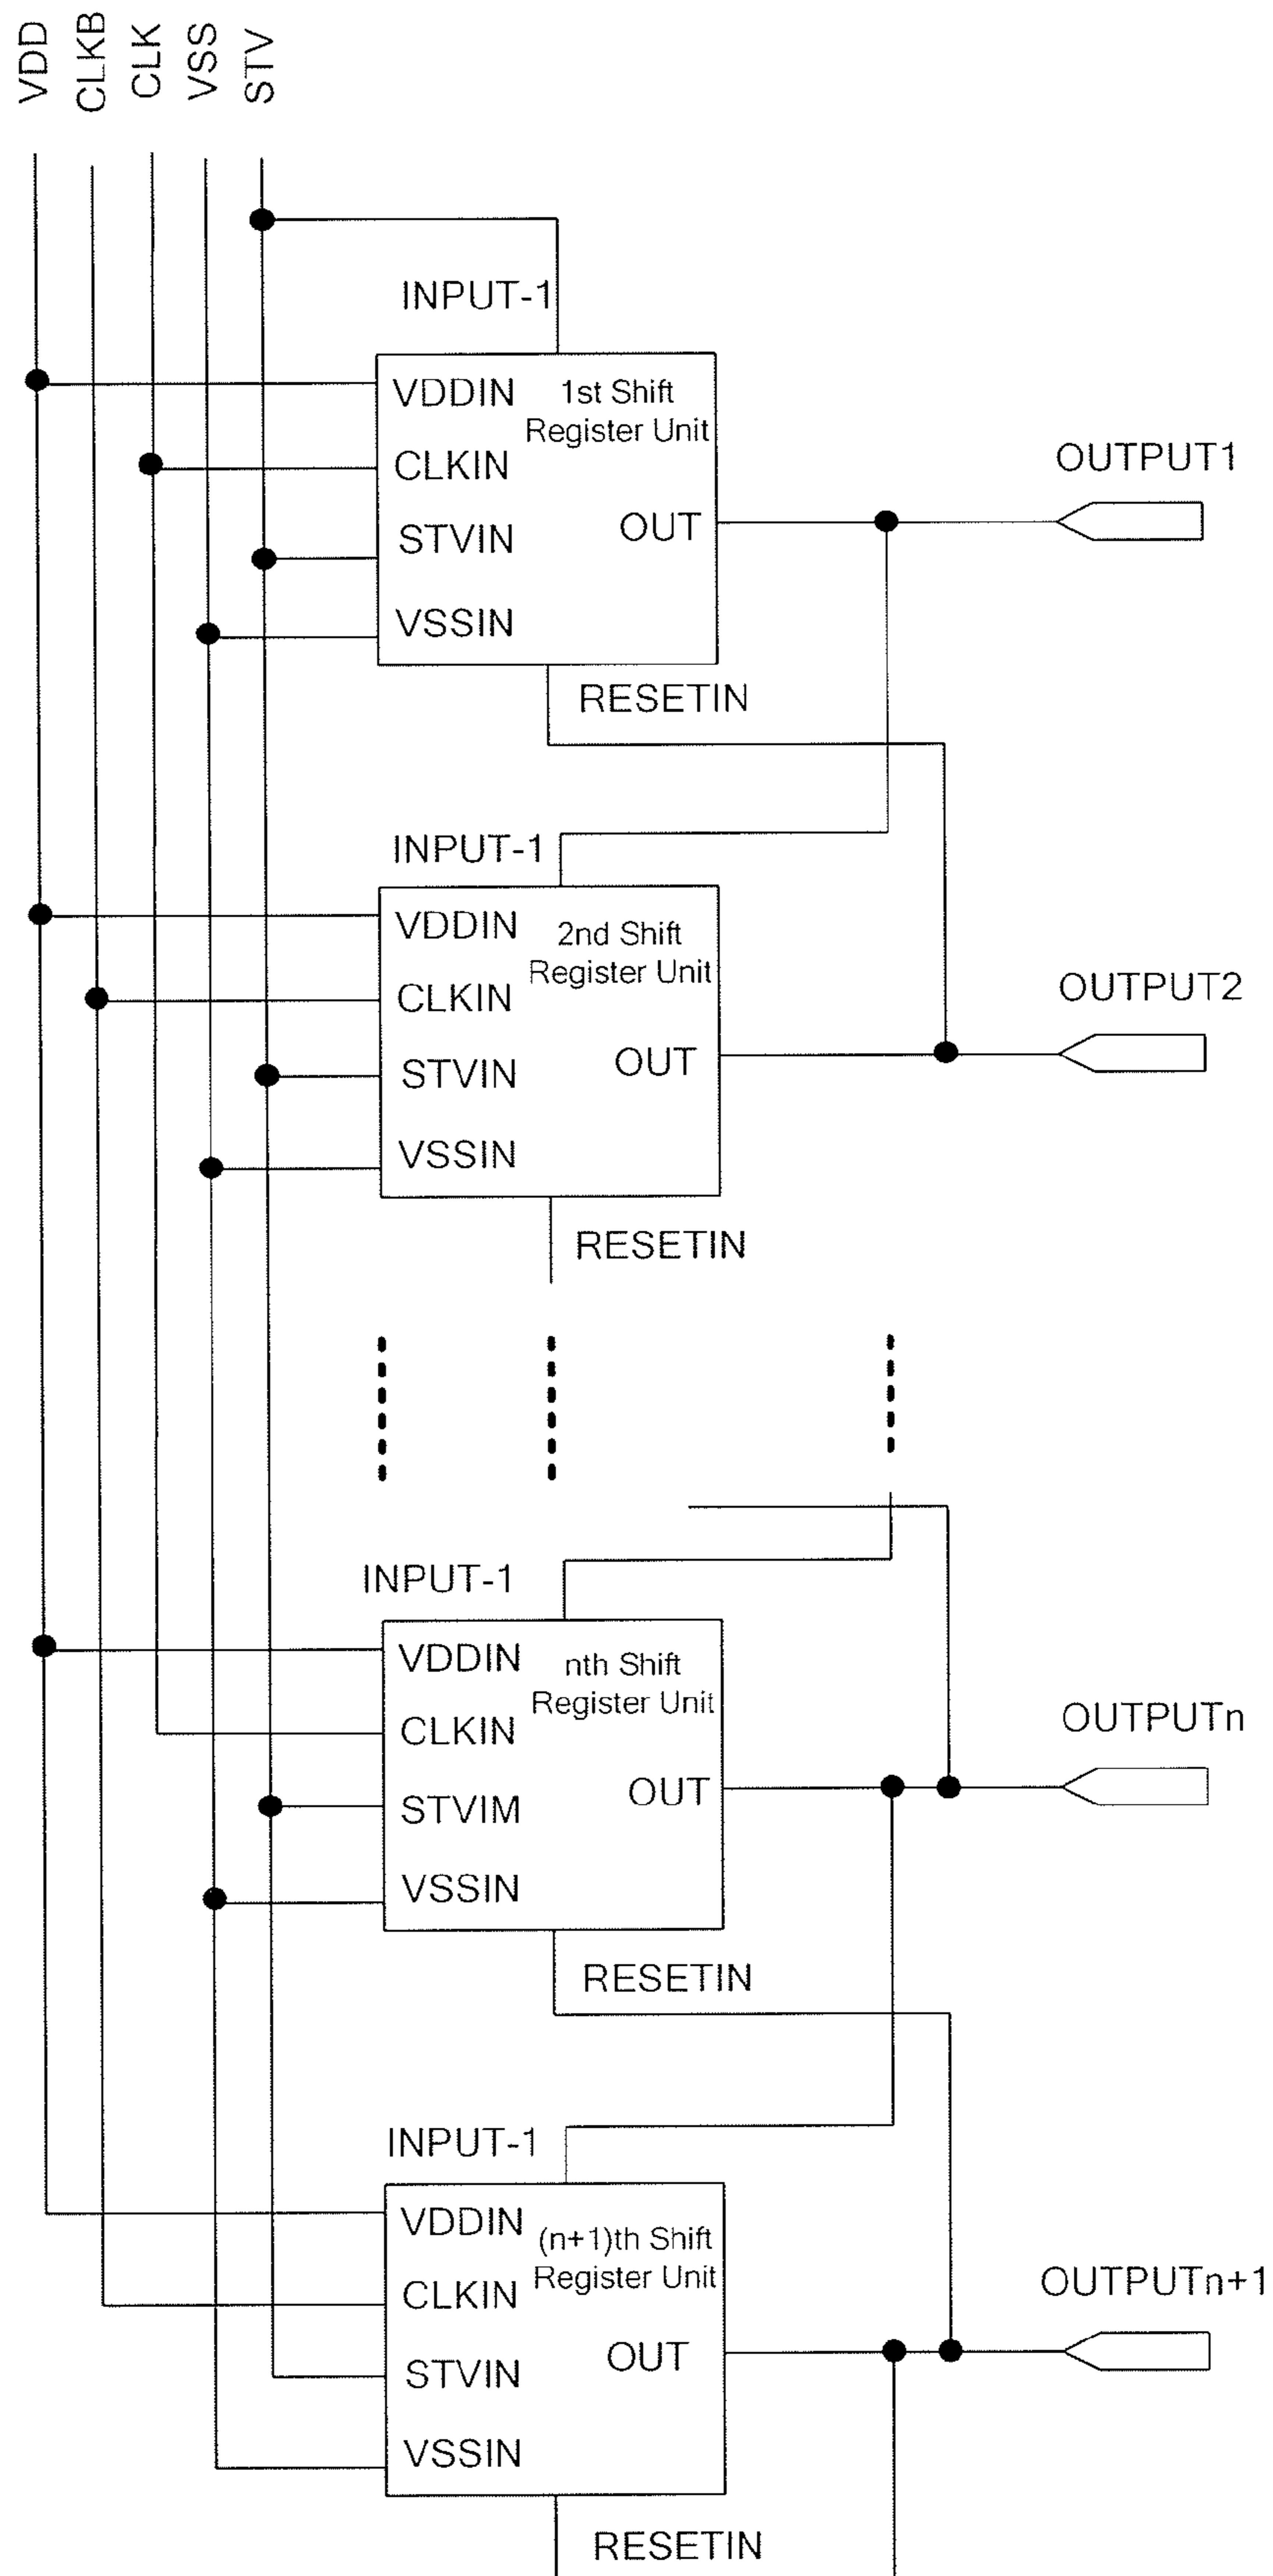 VDD
CLKB
CLK
VSS
STV
INPUT-1
VDDIN
1st Shift
Register Unit
CLKIN
OUTPUT1
STVIN
OUT
VSSIN
RESETIN
INPUT-1
VDDIN
2nd Shift
Register Unit
CLKIN
OUTPUT2
STVIN
OUT
VSSIN
RESETIN
INPUT-1
VDDIN
nth Shift
Register Unit
CLKIN
OUTPUTn
STVIM
OUT
VSSIN
RESETIN
INPUT-1
VDDIN
(n+1)th Shift
Register Unit
CLKIN
OUTPUTn+1
STVIN
OUT
VSSIN
RESETIN